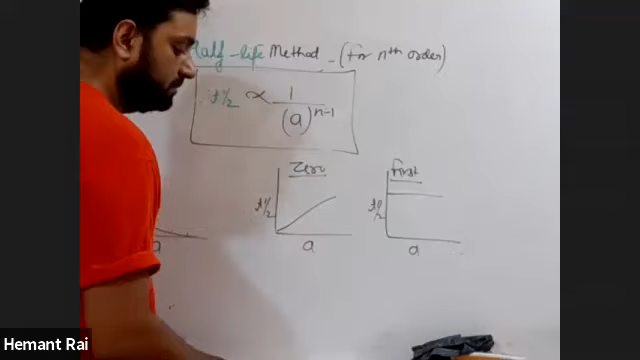 Half-life Method - (for nth order)
t½ ∝ 1/(a)^(n-1)
Zero
First
t½
t½
a
a
a
Hemant Rai